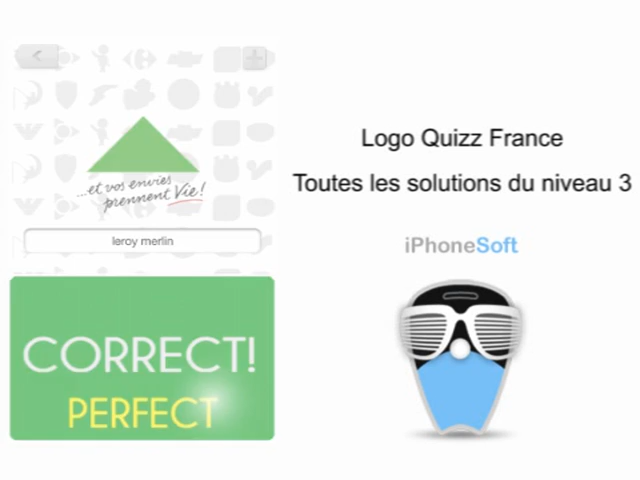 ...et vos envies
prennent Vie!
leroy merlin
CORRECT!
PERFECT
Logo Quizz France
Toutes les solutions du niveau 3
iPhoneSoft